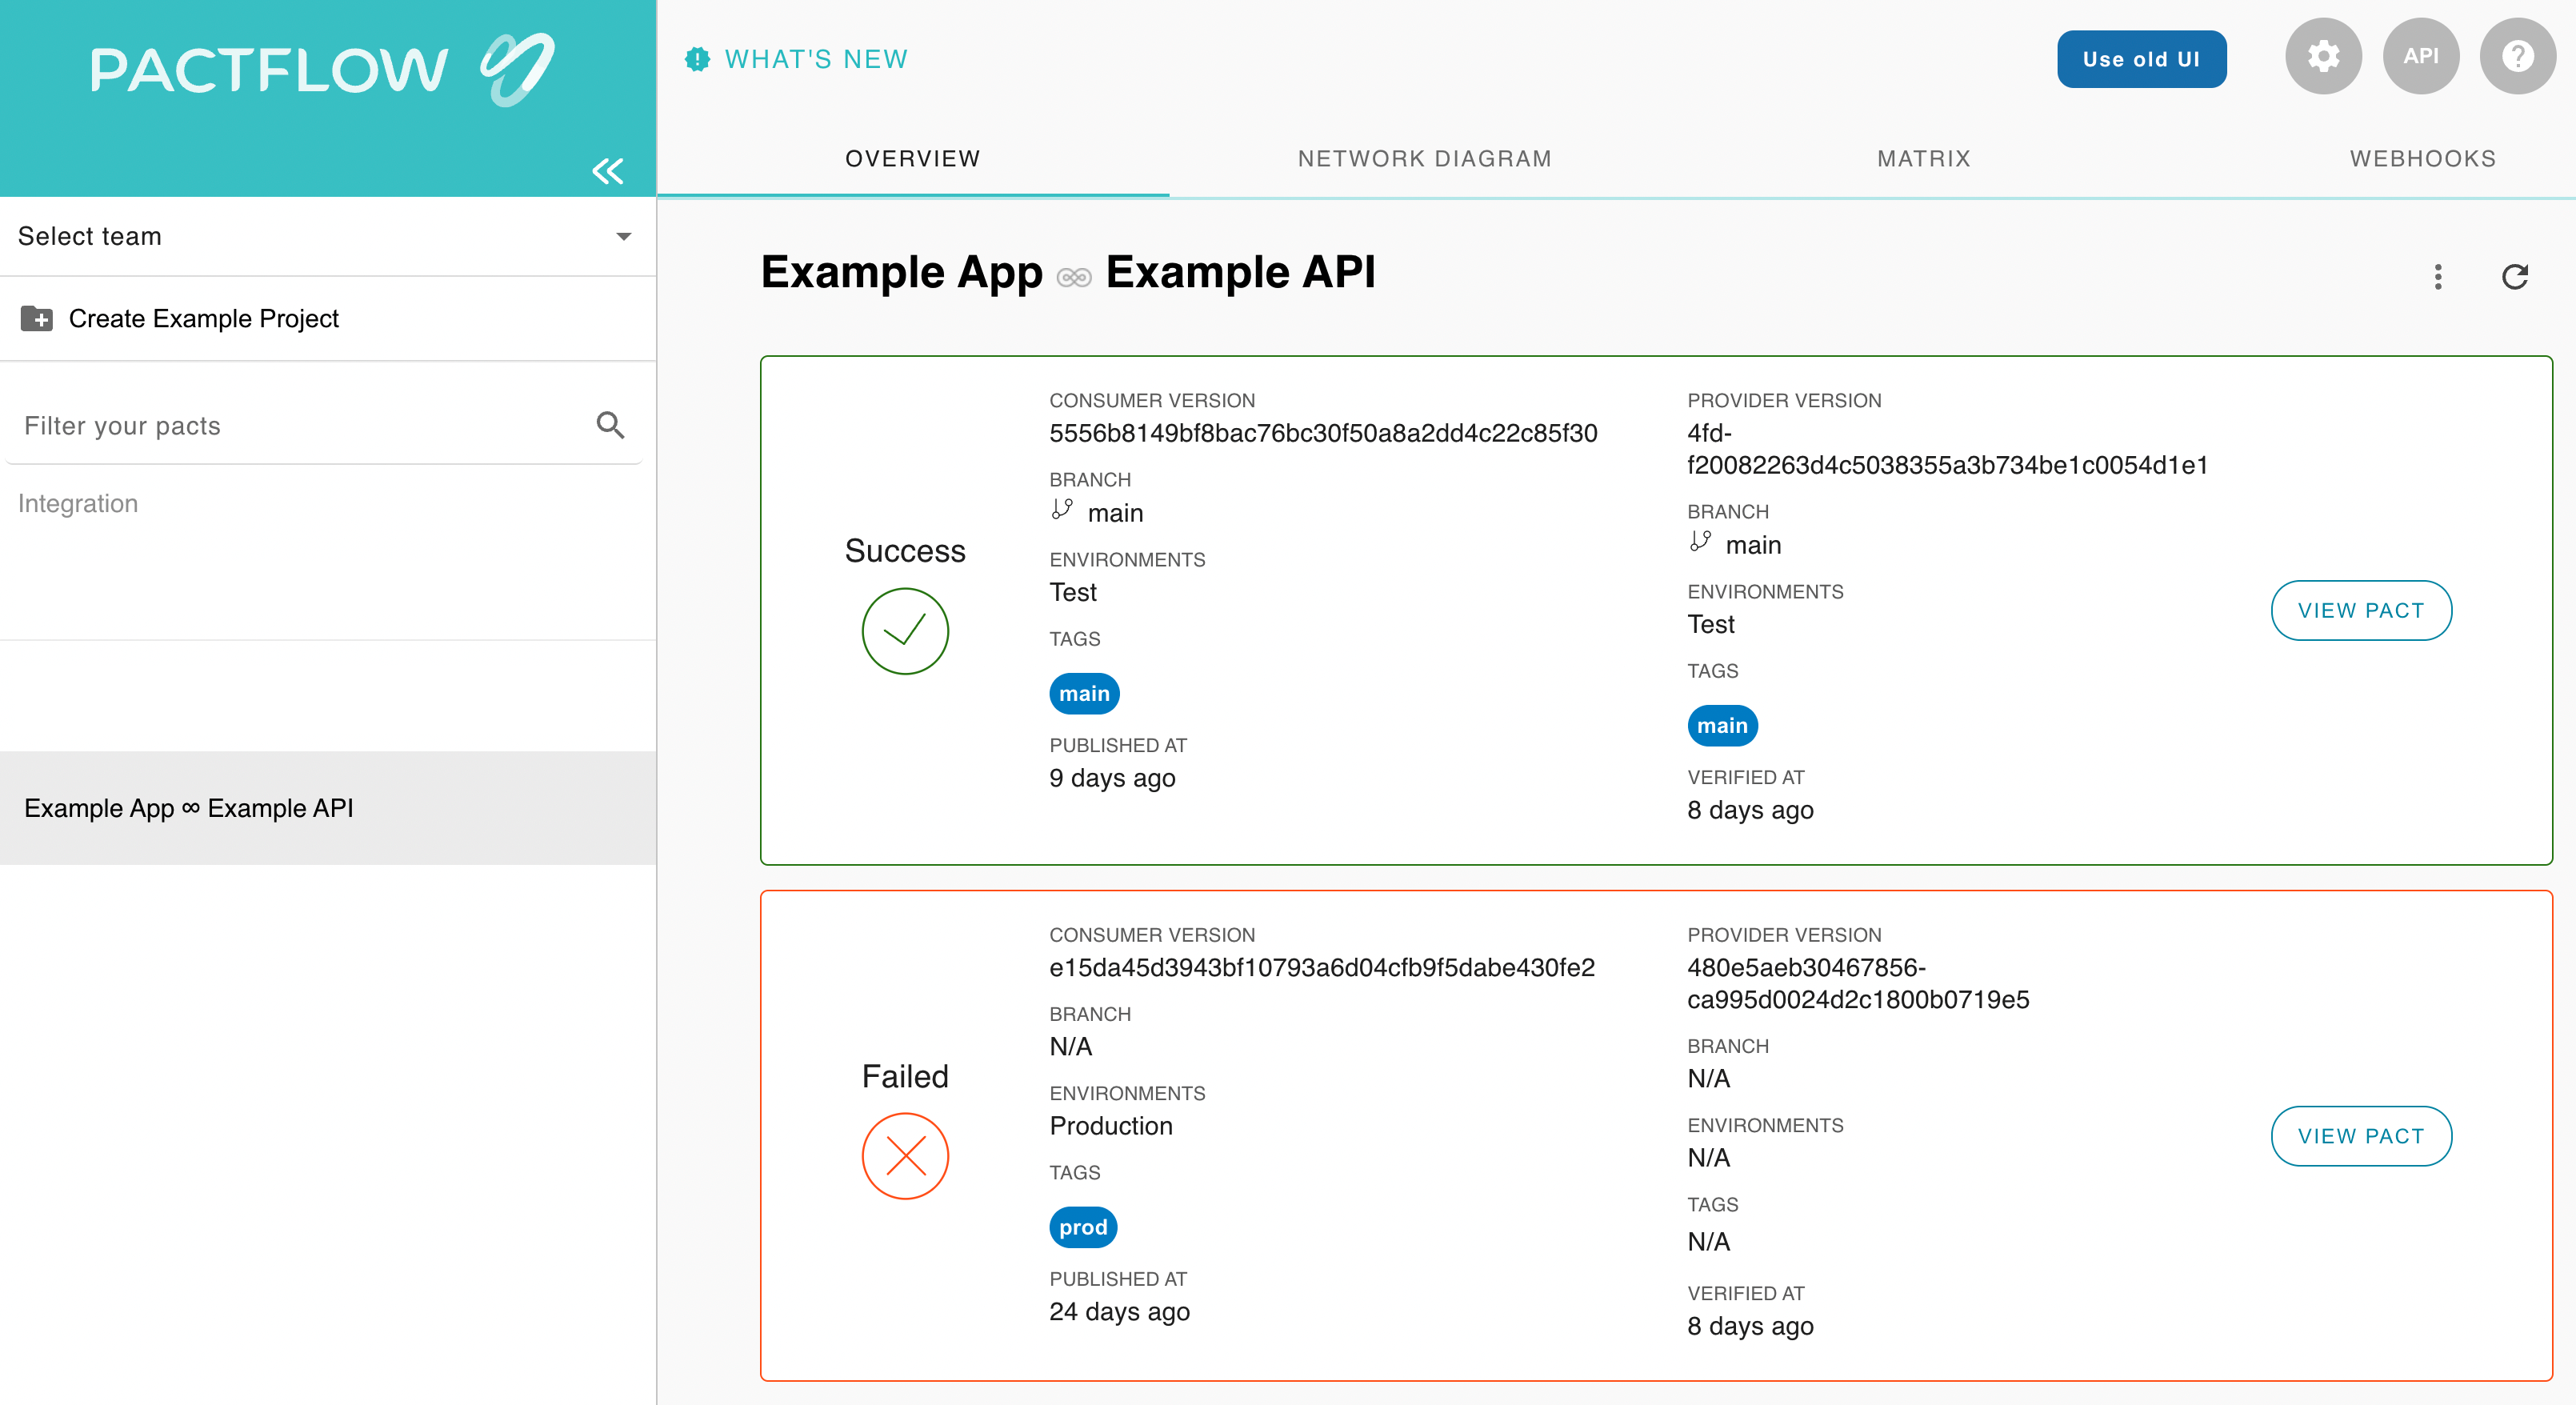 PACTFLOW
Select team
Create Example Project
Filter your pacts
Integration
Example App ∞ Example API
WHAT'S NEW
Use old UI
API
?
OVERVIEW
NETWORK DIAGRAM
MATRIX
WEBHOOKS
Example App ∞ Example API
Success
CONSUMER VERSION
5556b8149bf8bac76bc30f50a8a2dd4c22c85f30
BRANCH
main
ENVIRONMENTS
Test
TAGS
main
PUBLISHED AT
9 days ago
PROVIDER VERSION
4fd-
f20082263d4c5038355a3b734be1c0054d1e1
BRANCH
main
ENVIRONMENTS
Test
TAGS
main
VERIFIED AT
8 days ago
VIEW PACT
Failed
CONSUMER VERSION
e15da45d3943bf10793a6d04cfb9f5dabe430fe2
BRANCH
N/A
ENVIRONMENTS
Production
TAGS
prod
PUBLISHED AT
24 days ago
PROVIDER VERSION
480e5aeb30467856-
ca995d0024d2c1800b0719e5
BRANCH
N/A
ENVIRONMENTS
N/A
TAGS
N/A
VERIFIED AT
8 days ago
VIEW PACT